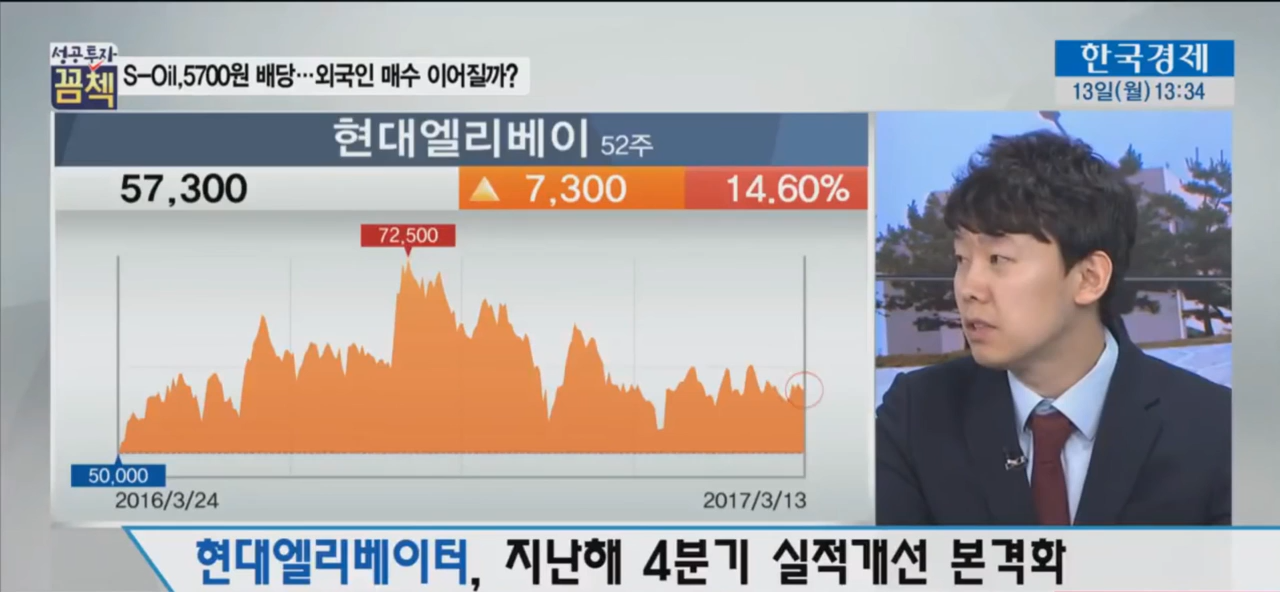 성공투자
꼼첵
S-Oil,5700원 배당…외국인 매수 이어질까?
한국경제
13일(월) 13:34
현대엘리베이 52주
57,300 ▲ 7,300 14.60%
72,500
50,000
2016/3/24 2017/3/13
현대엘리베이터, 지난해 4분기 실적개선 본격화